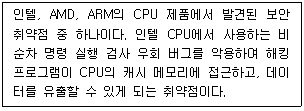 인텔, AMD, ARM의 CPU 제품에서 발견된 보안
취약점 중 하나이다. 인텔 CPU에서 사용하는 비
순차 명령 실행 검사 우회 버그를 악용하여 해킹
프로그램이 CPU의 캐시 메모리에 접근하고, 데이
터를 유출할 수 있게 되는 취약점이다.